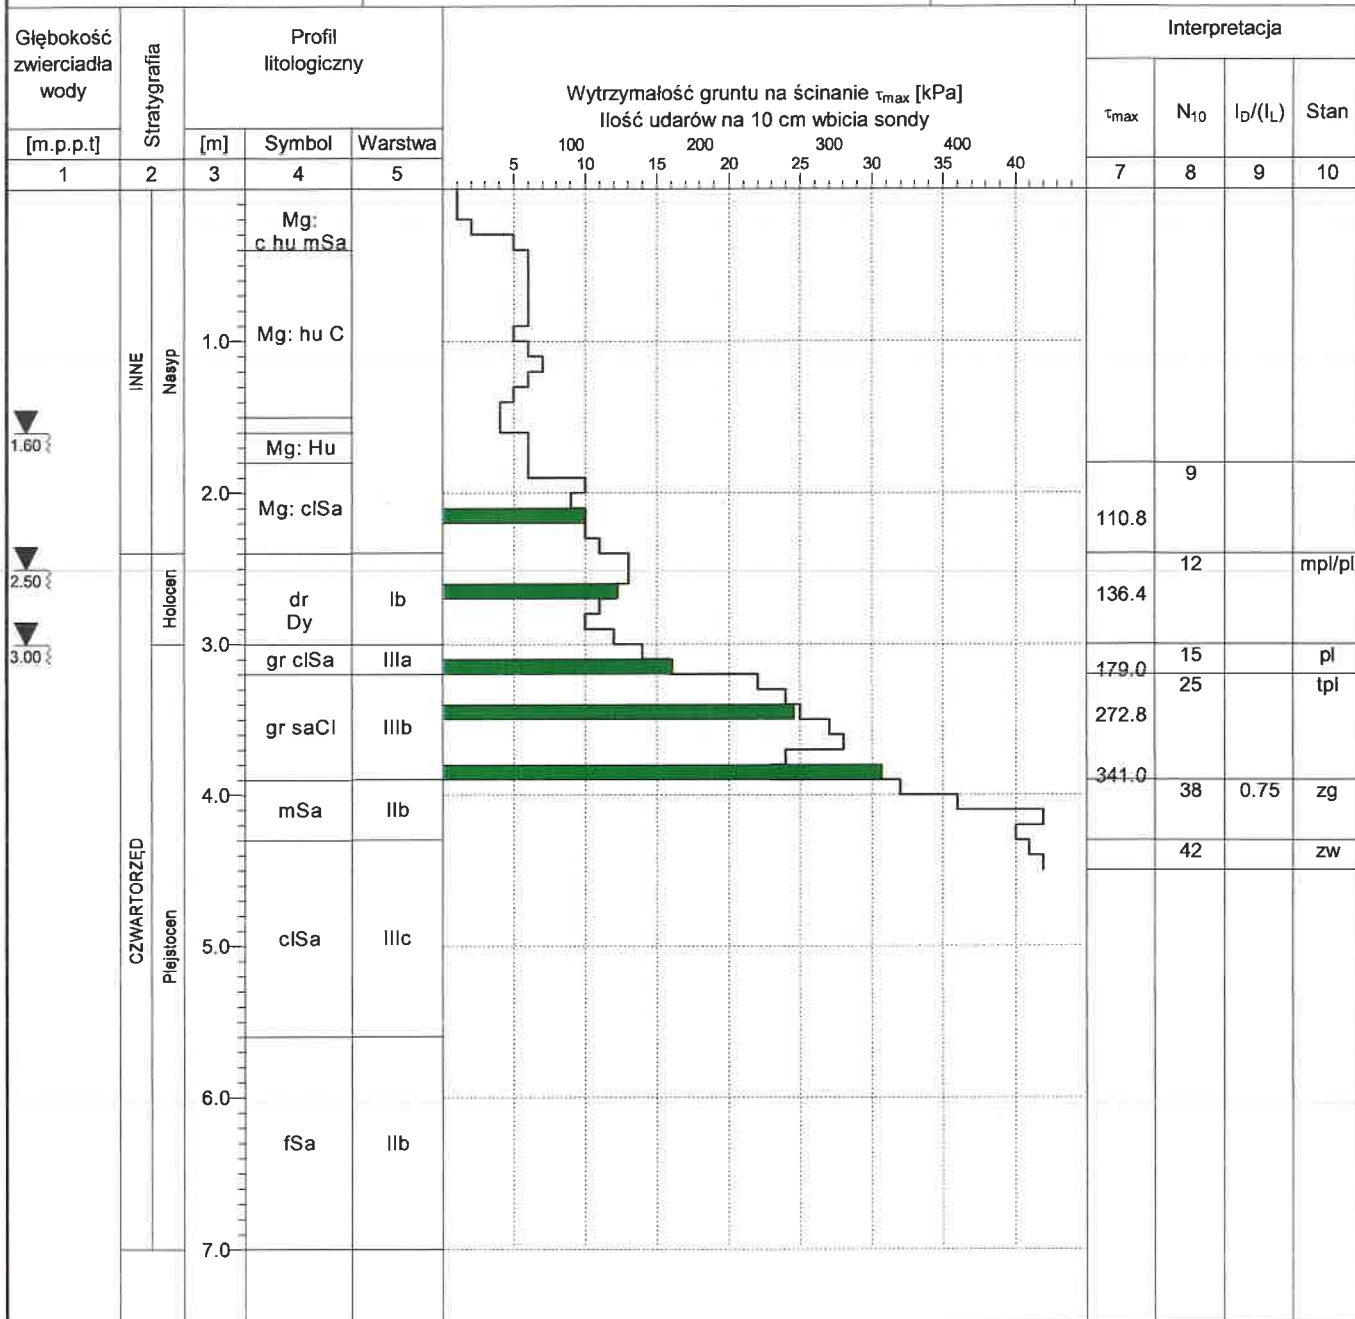 Głębokość
zwierciadła
wody
[m.p.p.t]
1
Stratygrafia
2
Profil
litologiczny
[m]
Symbol
Warstwa
3
4
5
Wytrzymałość gruntu na ścinanie τmax [kPa]
Ilość udarów na 10 cm wbicia sondy
100 200 300 400
5 10 15 20 25 30 35 40
Interpretacja
τmax
N10
ID/(IL)
Stan
7
8
9
10
1.60
2.50
3.00
INNE
Nasyp
CZWARTORZĘD
Holocen
Plejstocen
1.0
2.0
3.0
4.0
5.0
6.0
7.0
Mg:
c hu mSa
Mg: hu C
Mg: Hu
Mg: clSa
dr
Dy
Ib
gr clSa
IIIa
gr saCl
IIIb
mSa
IIb
clSa
IIIc
fSa
IIb
9
110.8
12
mpl/pl
136.4
15
pl
179.0
25
tpl
272.8
341.0
38
0.75
zg
42
zw